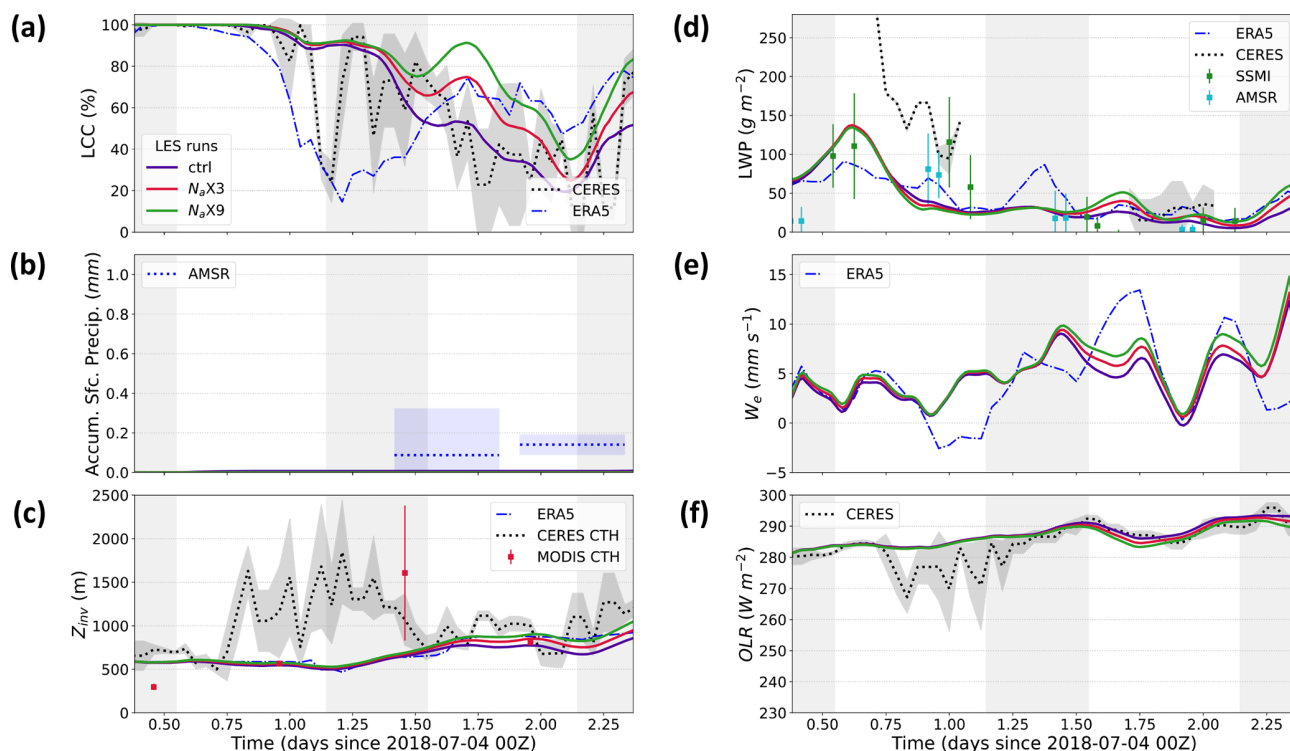 (a)
100
80
60
40
20
0
LCC (%)
LES runs
ctrl
NaX3
NaX9
CERES
ERA5
(b)
1.0
0.8
0.6
0.4
0.2
0.0
Accum. Sfc. Precip. (mm)
AMSR
(c)
2500
2000
1500
1000
500
0
Zinv (m)
ERA5
CERES CTH
MODIS CTH
0.50 0.75 1.00 1.25 1.50 1.75 2.00 2.25
Time (days since 2018-07-04 00Z)
(d)
250
200
150
100
50
0
LWP (g m⁻²)
ERA5
CERES
SSMI
AMSR
(e)
15
10
5
0
−5
We (mm s⁻¹)
ERA5
(f)
300
290
280
270
260
250
240
230
OLR (W m⁻²)
CERES
0.50 0.75 1.00 1.25 1.50 1.75 2.00 2.25
Time (days since 2018-07-04 00Z)